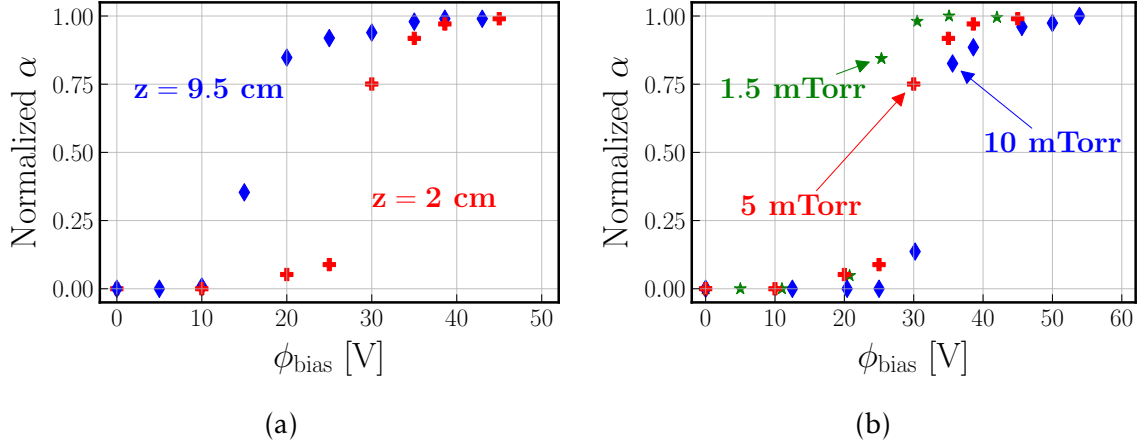 Normalized α
1.00
0.75
0.50
0.25
0.00
z = 9.5 cm
z = 2 cm
0 10 20 30 40 50
ϕbias [V]
(a)
Normalized α
1.00
0.75
0.50
0.25
0.00
1.5 mTorr
10 mTorr
5 mTorr
0 10 20 30 40 50 60
ϕbias [V]
(b)